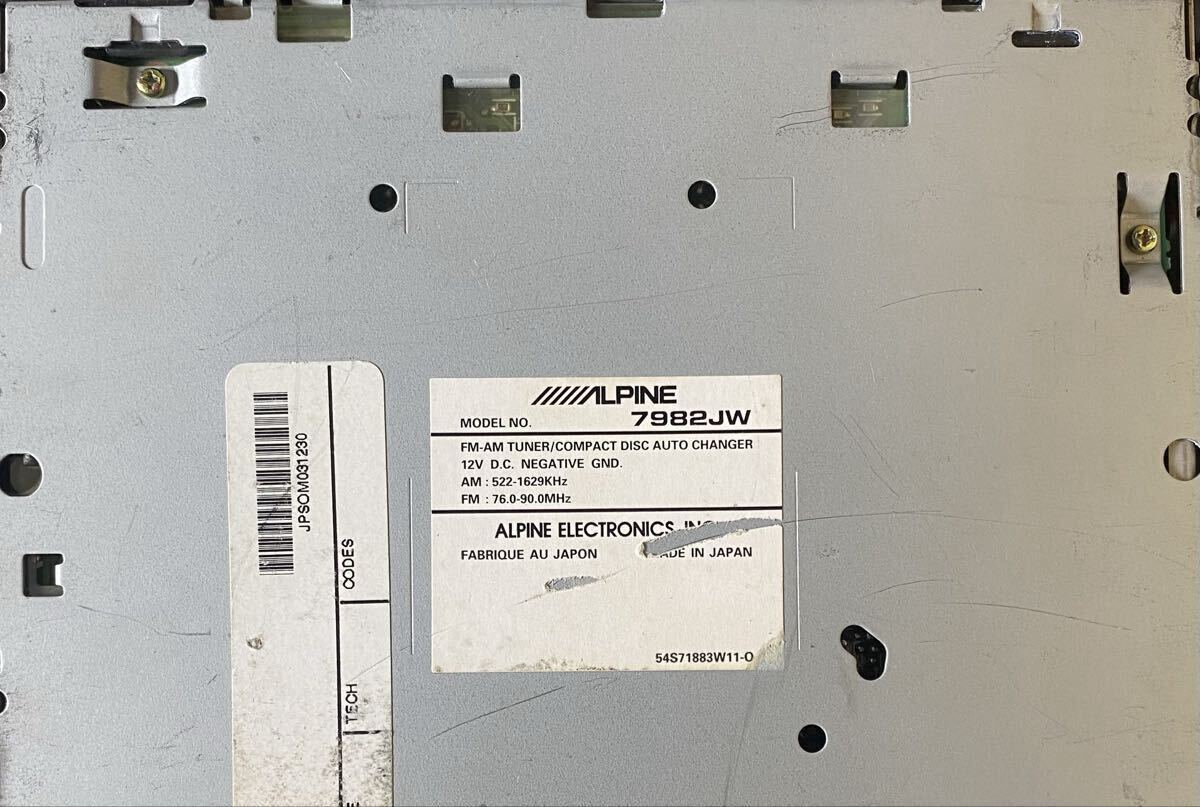 ALPINE
MODEL NO. 7982JW
FM-AM TUNER/COMPACT DISC AUTO CHANGER
12V D.C. NEGATIVE GND.
AM : 522-1629KHz
FM : 76.0-90.0MHz
ALPINE ELECTRONICS,
FABRIQUE AU JAPON MADE IN JAPAN
54S71883W11-O
JPSOM031230
CODES
TECH